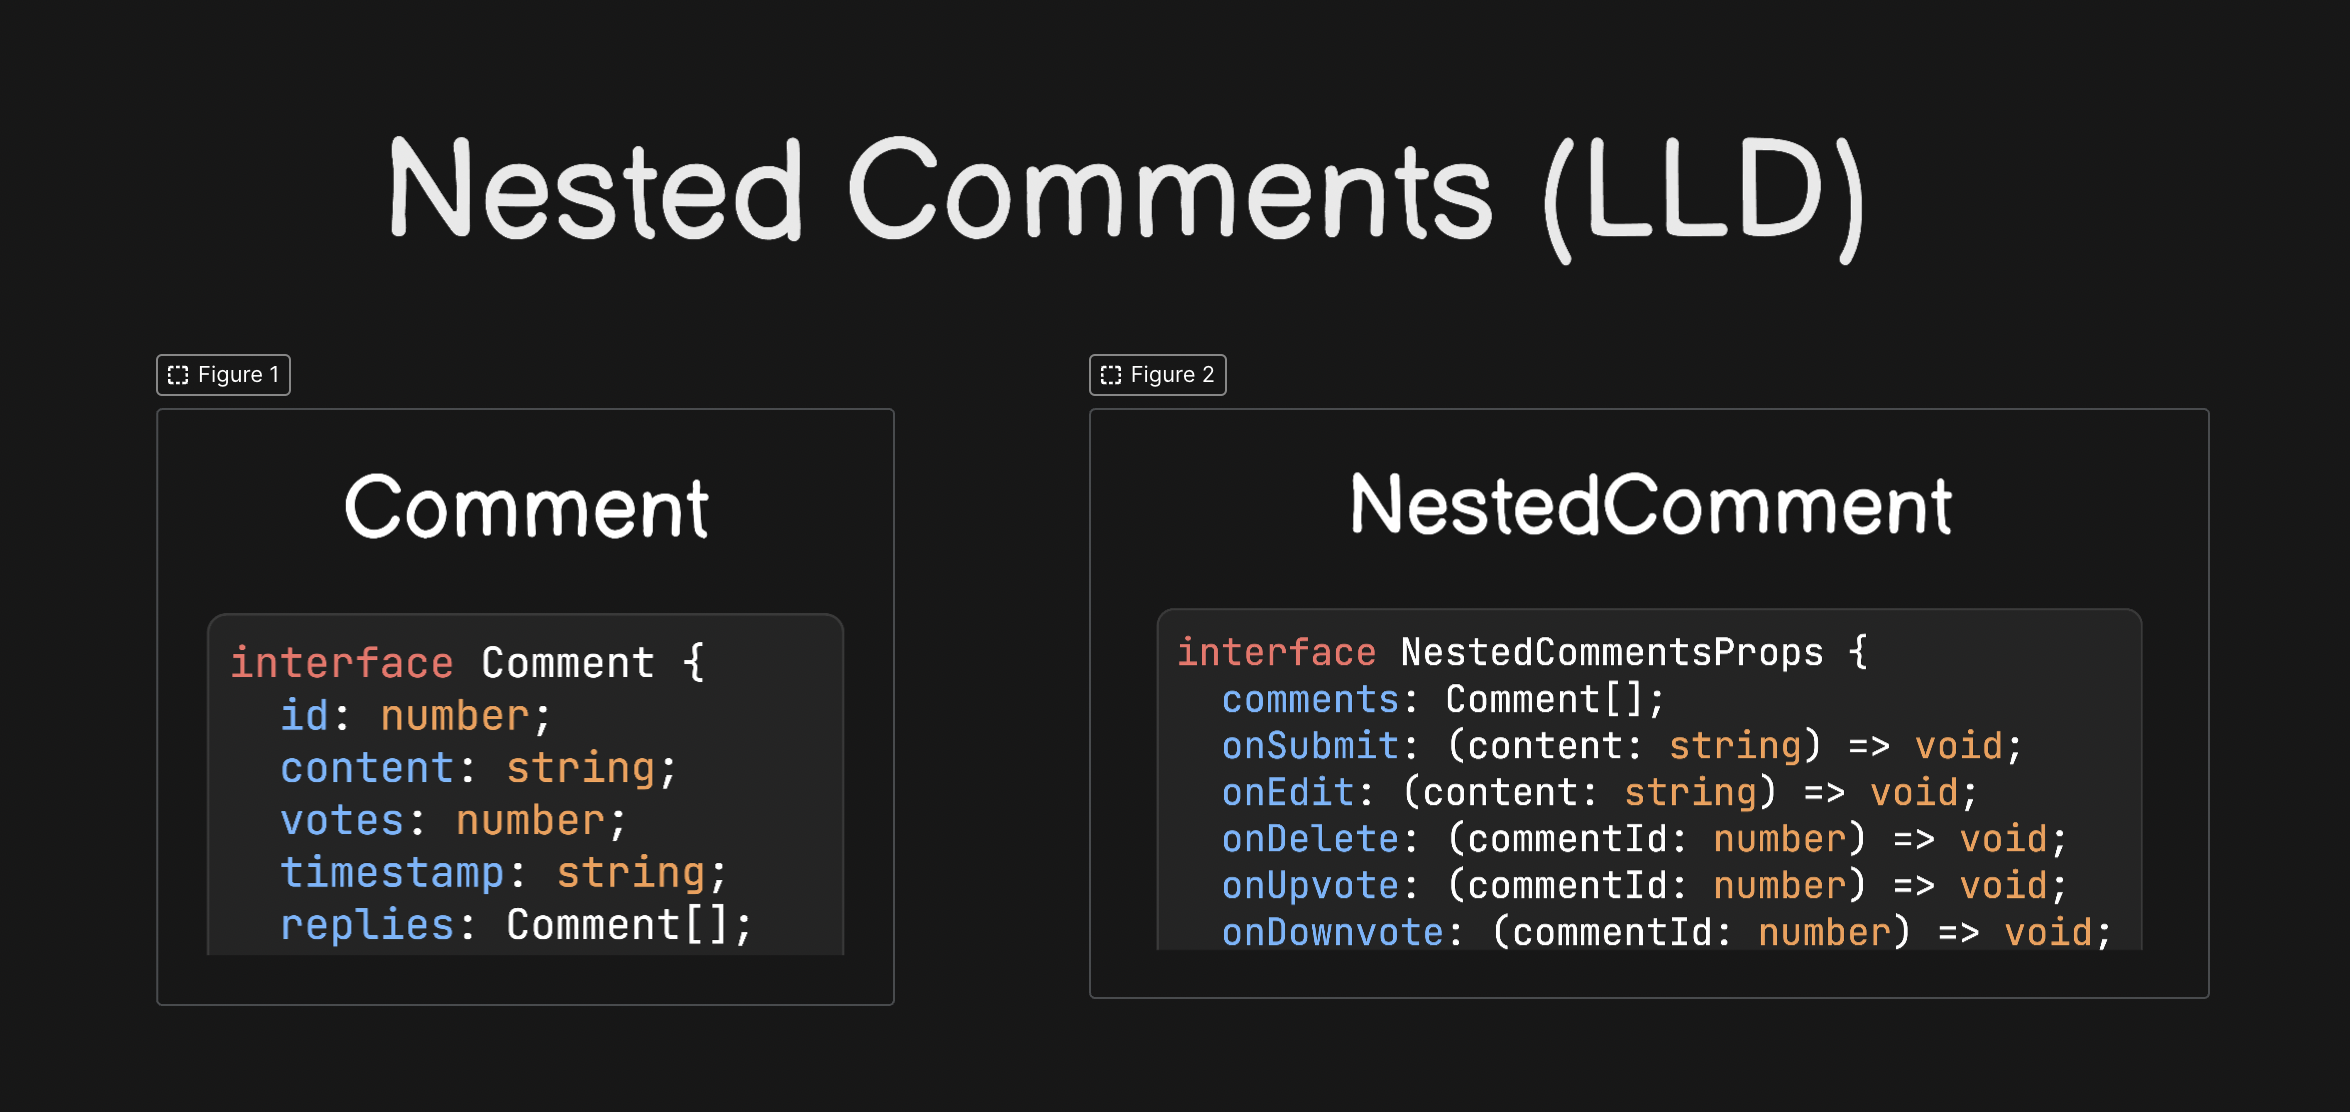 Nested Comments (LLD)
Figure 1
Comment
interface Comment {
  id: number;
  content: string;
  votes: number;
  timestamp: string;
  replies: Comment[];
Figure 2
NestedComment
interface NestedCommentsProps {
  comments: Comment[];
  onSubmit: (content: string) => void;
  onEdit: (content: string) => void;
  onDelete: (commentId: number) => void;
  onUpvote: (commentId: number) => void;
  onDownvote: (commentId: number) => void;